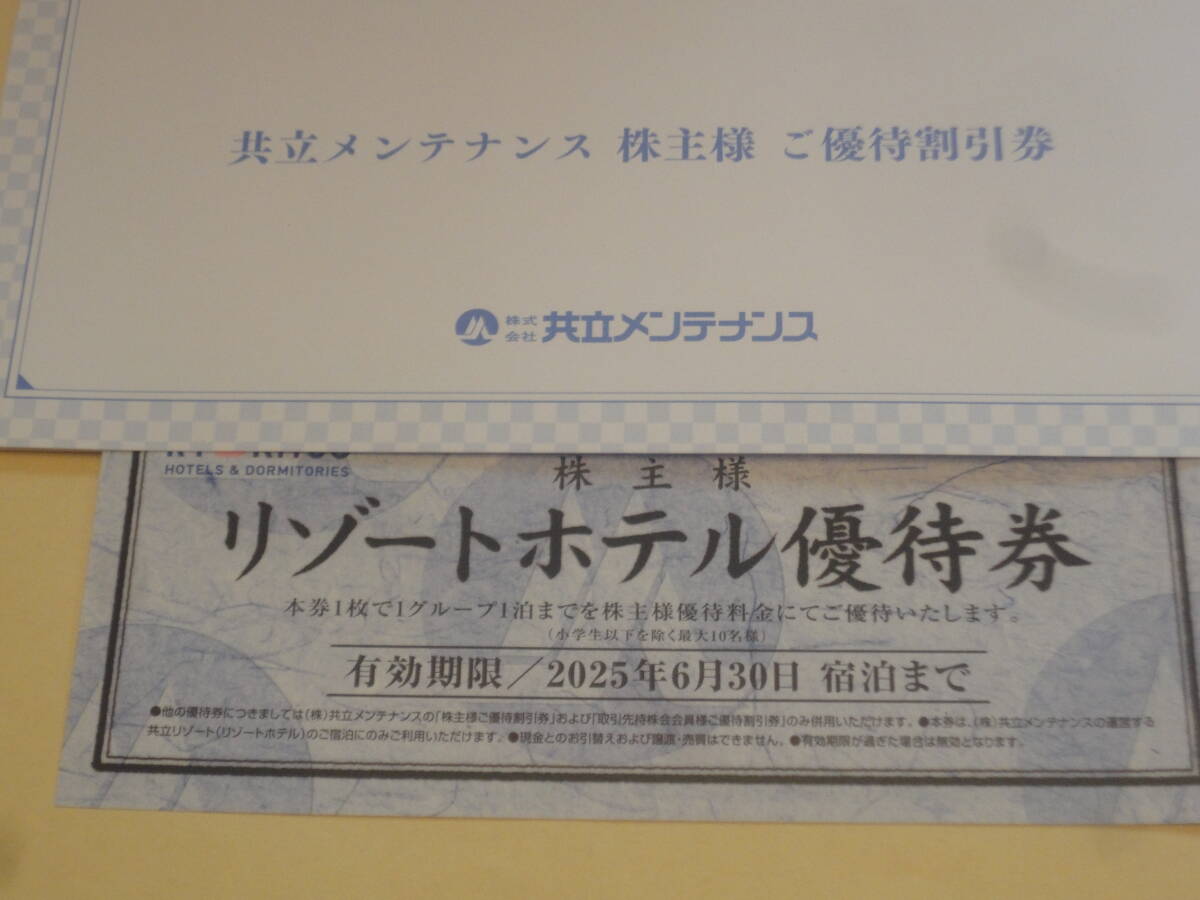 共立メンテナンス 株主様 ご優待割引券
株式会社 共立メンテナンス
HOTELS & DORMITORIES
株主様
リゾートホテル優待券
本券1枚で1グループ1泊までを株主様優待料金にてご優待いたします。
(小学生以下を除く最大10名様)
有効期限/2025年6月30日 宿泊まで
●他の優待券につきましては(株)共立メンテナンスの「株主様ご優待割引券」および「取引先持株会会員様ご優待割引券」のみ併用いただけます。●本券は、(株)共立メンテナンスの運営する
共立リゾート(リゾートホテル)のご宿泊にのみご利用いただけます。●現金とのお引替えおよび譲渡・売買はできません。●有効期限が過ぎた場合は無効となります。